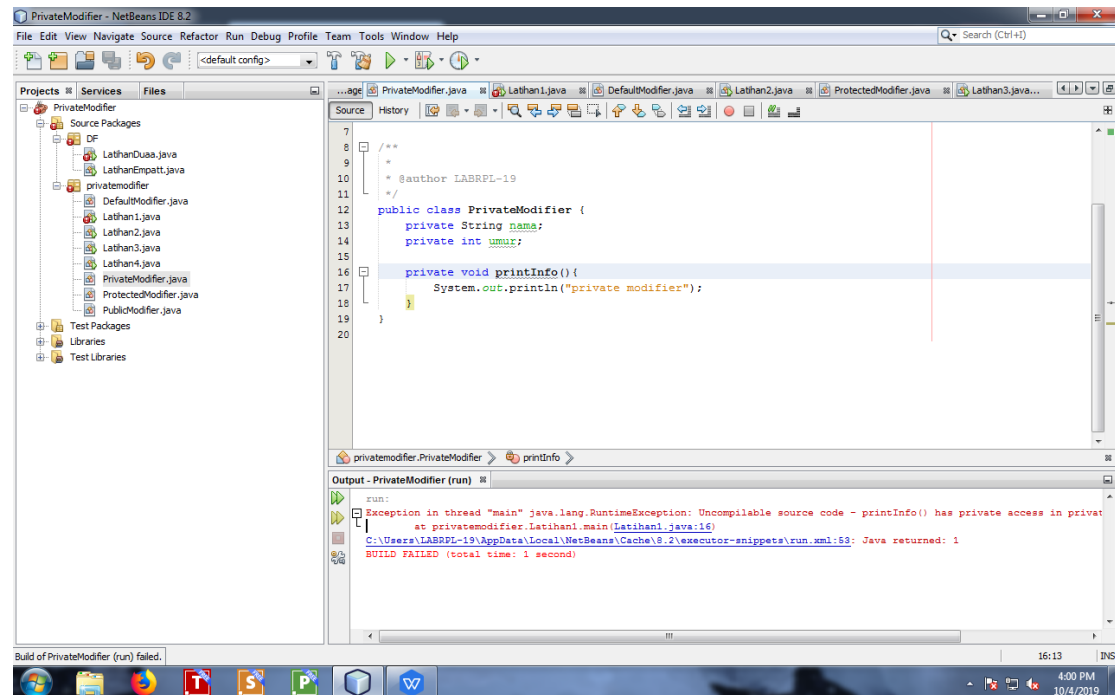 PrivateModifier - NetBeans IDE 8.2
File Edit View Navigate Source Refactor Run Debug Profile Team Tools Window Help
Search (Ctrl+I)
<default config>
Projects Services Files
PrivateModifier
Source Packages
DF
LatihanDuaa.java
LatihanEmpatt.java
privatemodifier
DefaultModifier.java
Latihan1.java
Latihan2.java
Latihan3.java
Latihan4.java
PrivateModifier.java
ProtectedModifier.java
PublicModifier.java
Test Packages
Libraries
Test Libraries
...age PrivateModifier.java Latihan1.java DefaultModifier.java Latihan2.java ProtectedModifier.java Latihan3.java...
Source History
7
8 /**
9 *
10 * @author LABRPL-19
11 */
12 public class PrivateModifier {
13 private String nama;
14 private int umur;
15
16 private void printInfo(){
17 System.out.println("private modifier");
18 }
19 }
20
privatemodifier.PrivateModifier printInfo
Output - PrivateModifier (run)
run:
Exception in thread "main" java.lang.RuntimeException: Uncompilable source code - printInfo() has private access in privat
at privatemodifier.Latihan1.main(Latihan1.java:16)
C:\Users\LABRPL-19\AppData\Local\NetBeans\Cache\8.2\executor-snippets\run.xml:53: Java returned: 1
BUILD FAILED (total time: 1 second)
Build of PrivateModifier (run) failed.
16:13 INS
T S P W
4:00 PM
10/4/2019